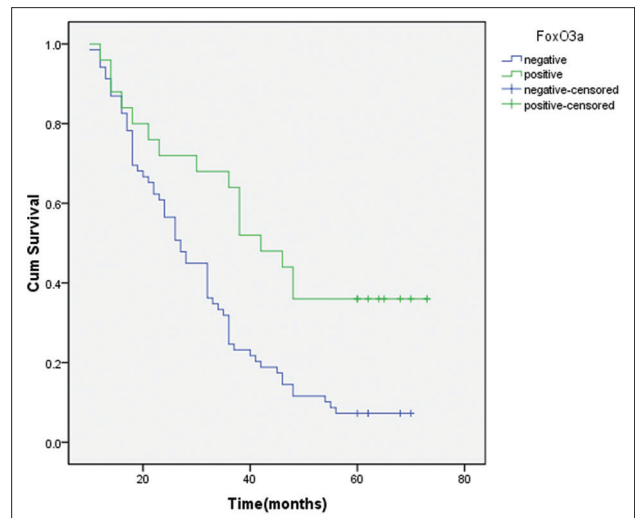 FoxO3a
negative
positive
negative-censored
positive-censored
1.0
0.8
0.6
0.4
0.2
0.0
Cum Survival
20 40 60 80
Time(months)